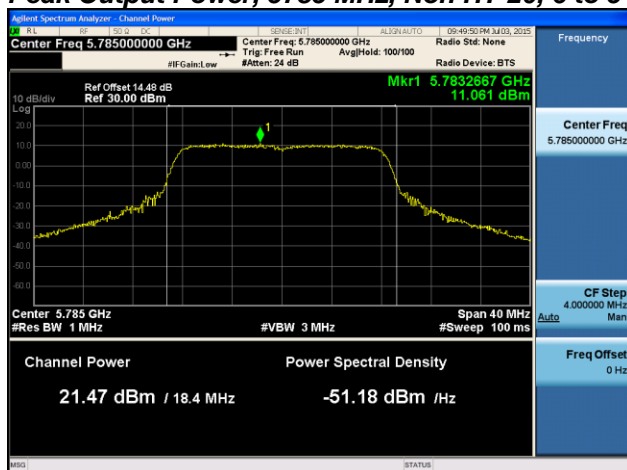 Peak Output Power, 5785 MHz, Non HT-20, 6 to 5
Agilent Spectrum Analyzer - Channel Power
RL RF 50 Ω DC SENSE:INT ALIGN AUTO 09:49:50 PM Jul 03, 2015
Center Freq 5.785000000 GHz
Center Freq: 5.785000000 GHz Radio Std: None
Trig: Free Run Avg|Hold: 100/100
#IFGain:Low #Atten: 24 dB Radio Device: BTS
Frequency
Ref Offset 14.48 dB Mkr1 5.7832667 GHz
10 dB/div Ref 30.00 dBm 11.061 dBm
Log
20.0
10.0
0.00
-10.0
-20.0
-30.0
-40.0
-50.0
-60.0
1
Center 5.785 GHz Span 40 MHz
#Res BW 1 MHz #VBW 3 MHz #Sweep 100 ms
Channel Power Power Spectral Density
21.47 dBm / 18.4 MHz -51.18 dBm /Hz
Center Freq
5.785000000 GHz
CF Step
4.000000 MHz
Auto Man
Freq Offset
0 Hz
MSG STATUS